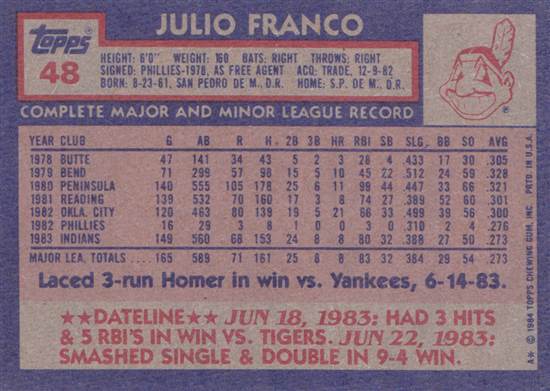 JULIO FRANCO
topps
48
HEIGHT: 6'0" WEIGHT: 160 BATS: RIGHT THROWS: RIGHT
SIGNED: PHILLIES-1978, AS FREE AGENT ACQ: TRADE, 12-9-82
BORN: 8-23-61, SAN PEDRO DE M., D.R. HOME: S.P. DE M., D.R.
COMPLETE MAJOR AND MINOR LEAGUE RECORD
YEAR CLUB G AB R H 2B 3B HR RBI SB SLG. BB SO AVG
1978 BUTTE 47 141 34 43 5 2 3 28 4 .433 17 30 .305
1979 BEND 71 299 57 98 15 5 10 45 22 .512 24 59 .328
1980 PENINSULA 140 555 105 178 25 6 11 99 44 .447 33 66 .321
1981 READING 139 532 70 160 17 3 8 74 27 .389 52 60 .301
1982 OKLA. CITY 120 463 80 139 19 5 21 66 33 .499 39 56 .300
1982 PHILLIES 16 29 3 8 1 0 0 3 0 .310 2 4 .276
1983 INDIANS 149 560 68 153 24 8 8 80 32 .388 27 50 .273
MAJOR LEA. TOTALS . . . . 165 589 71 161 25 8 8 83 32 .384 29 54 .273
Laced 3-run Homer in win vs. Yankees, 6-14-83.
★★DATELINE★★ JUN 18, 1983: HAD 3 HITS
& 5 RBI'S IN WIN VS. TIGERS. JUN 22, 1983:
SMASHED SINGLE & DOUBLE IN 9-4 WIN.
A* © 1984 TOPPS CHEWING GUM, INC. PRTD. IN U.S.A.